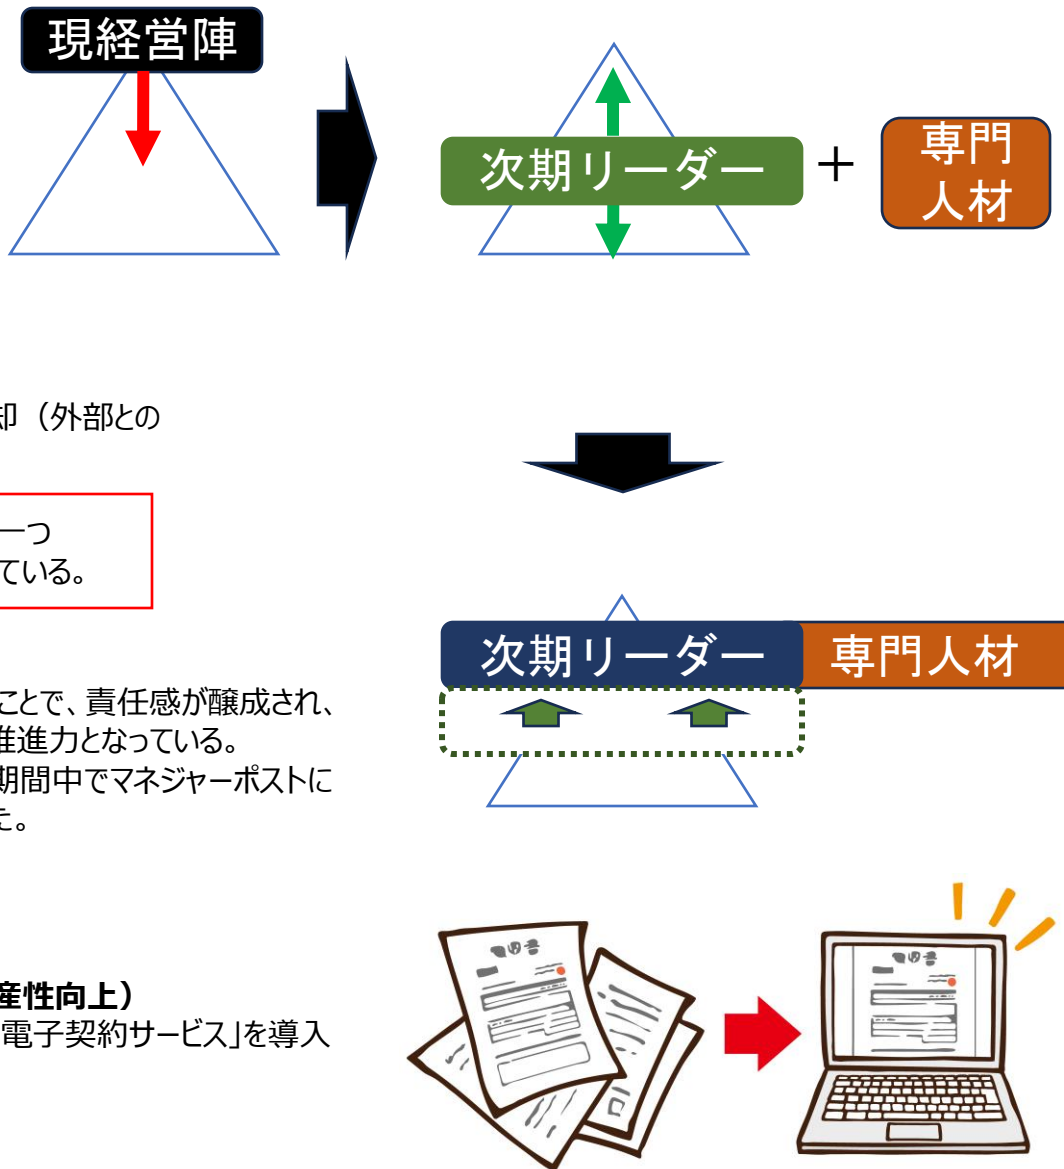 現経営陣
次期リーダー
+
専門
人材
却（外部との
一つ
ている。
次期リーダー
専門人材
ことで、責任感が醸成され、
推進力となっている。
期間中でマネジャーポストに
た。
産性向上）
電子契約サービス」を導入